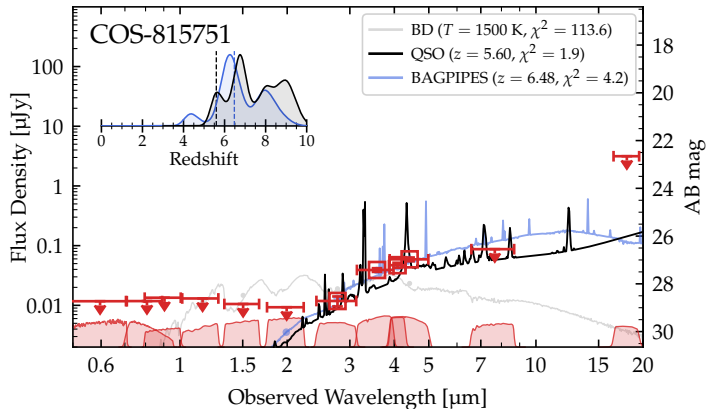 COS-815751
BD (T = 1500 K, χ² = 113.6)
QSO (z = 5.60, χ² = 1.9)
BAGPIPES (z = 6.48, χ² = 4.2)
100
10
1
0.1
0.01
Flux Density [μJy]
0 2 4 6 8 10
Redshift
18
20
22
24
26
28
30
AB mag
0.6 1 1.5 2 3 4 5 7 10 20
Observed Wavelength [μm]